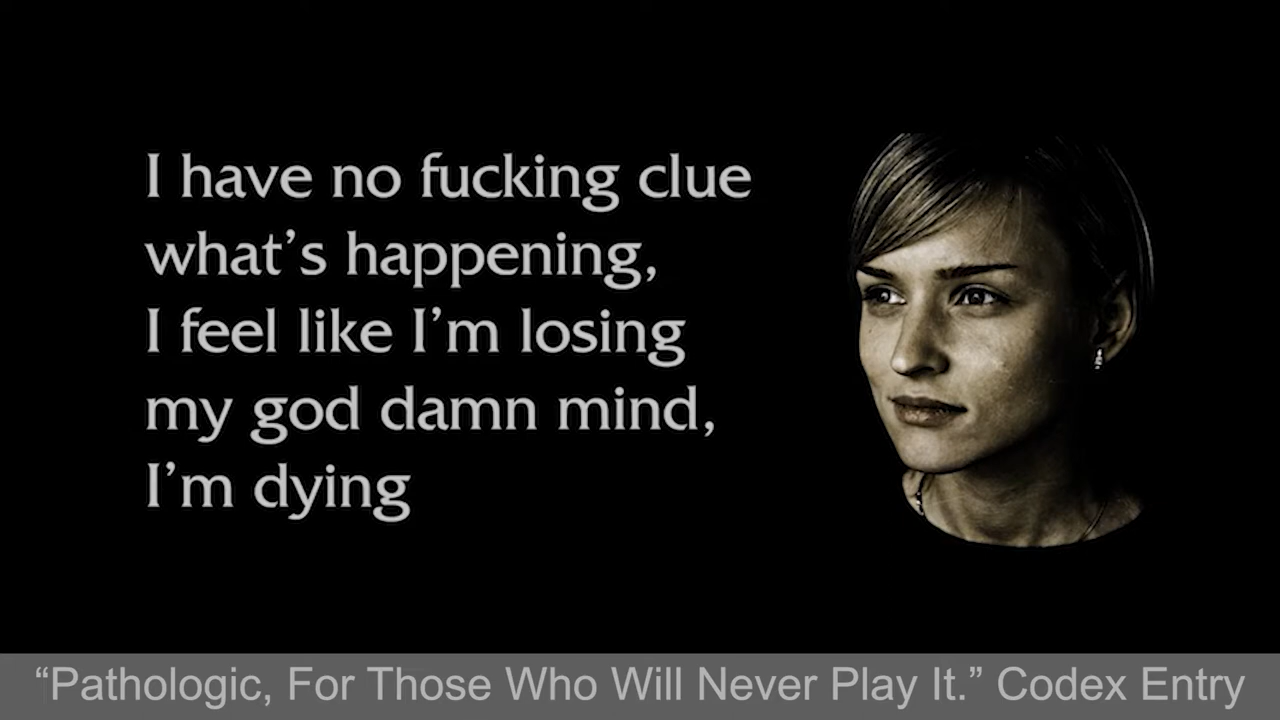 I have no fucking clue
what’s happening,
I feel like I’m losing
my god damn mind,
I’m dying
“Pathologic, For Those Who Will Never Play It.” Codex Entry